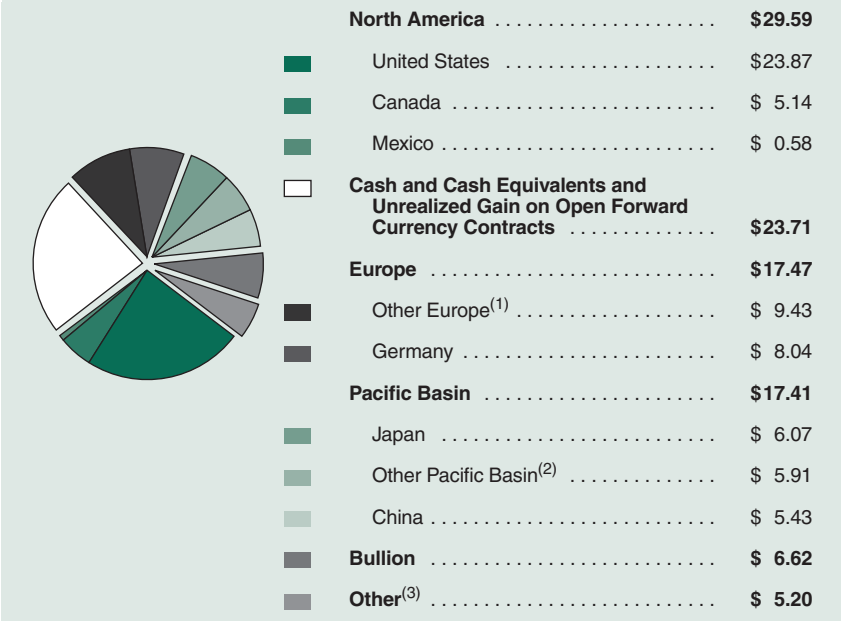 North America . . . . . . . . . . . . . . . . . . . . . $29.59
United States . . . . . . . . . . . . . . . . . . . . $23.87
Canada . . . . . . . . . . . . . . . . . . . . . . . . . $ 5.14
Mexico . . . . . . . . . . . . . . . . . . . . . . . . . . $ 0.58
Cash and Cash Equivalents and
Unrealized Gain on Open Forward
Currency Contracts . . . . . . . . . . . . . . $23.71
Europe . . . . . . . . . . . . . . . . . . . . . . . . . . . $17.47
Other Europe(1) . . . . . . . . . . . . . . . . . . . $ 9.43
Germany . . . . . . . . . . . . . . . . . . . . . . . . $ 8.04
Pacific Basin . . . . . . . . . . . . . . . . . . . . . . $17.41
Japan . . . . . . . . . . . . . . . . . . . . . . . . . . $ 6.07
Other Pacific Basin(2) . . . . . . . . . . . . . . $ 5.91
China . . . . . . . . . . . . . . . . . . . . . . . . . . . $ 5.43
Bullion . . . . . . . . . . . . . . . . . . . . . . . . . . . $ 6.62
Other(3) . . . . . . . . . . . . . . . . . . . . . . . . . . . $ 5.20